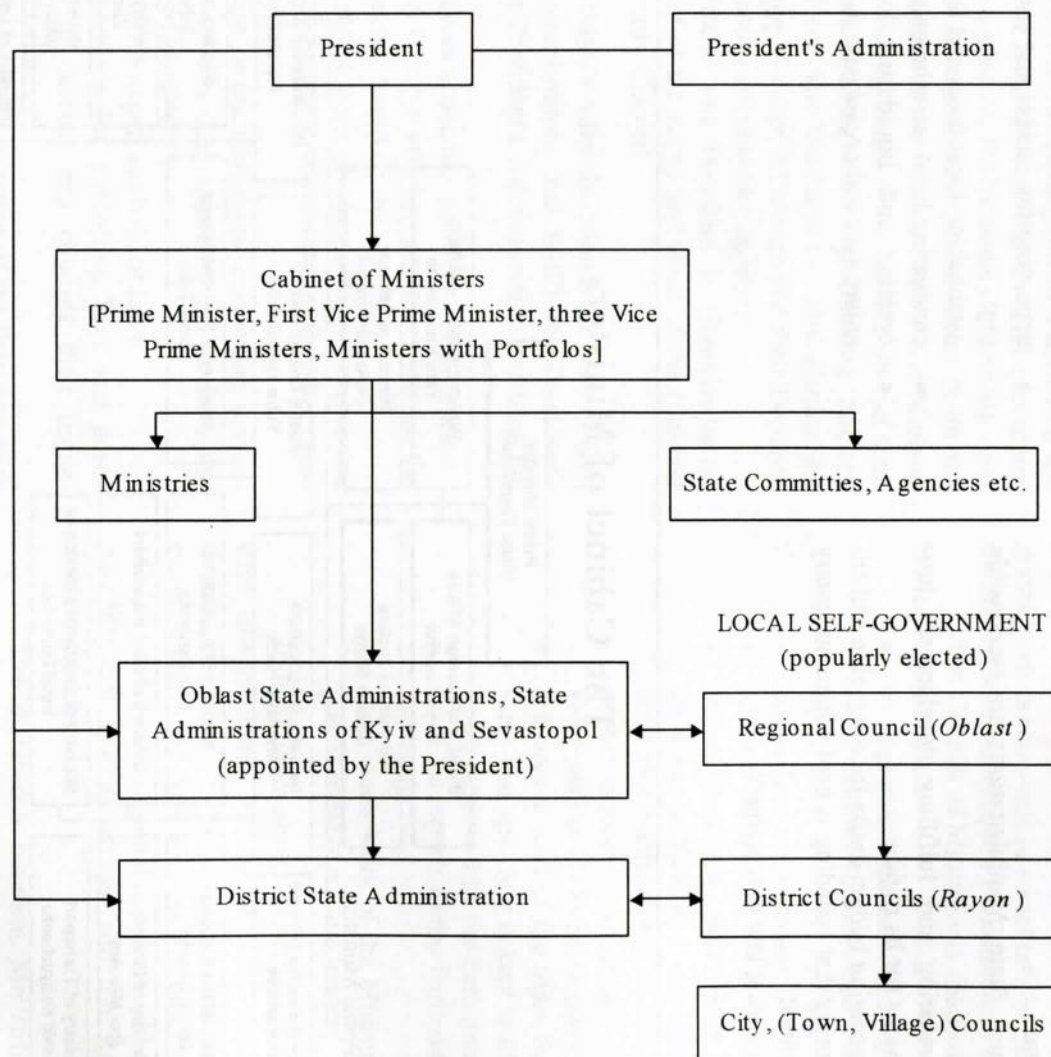 President
President's Administration
Cabinet of Ministers
[Prime Minister, First Vice Prime Minister, three Vice
Prime Ministers, Ministers with Portfolos]
Ministries
State Committies, Agencies etc.
LOCAL SELF-GOVERNMENT
(popularly elected)
Oblast State Administrations, State
Administrations of Kyiv and Sevastopol
(appointed by the President)
Regional Council (Oblast )
District State Administration
District Councils (Rayon )
City, (Town, Village) Councils